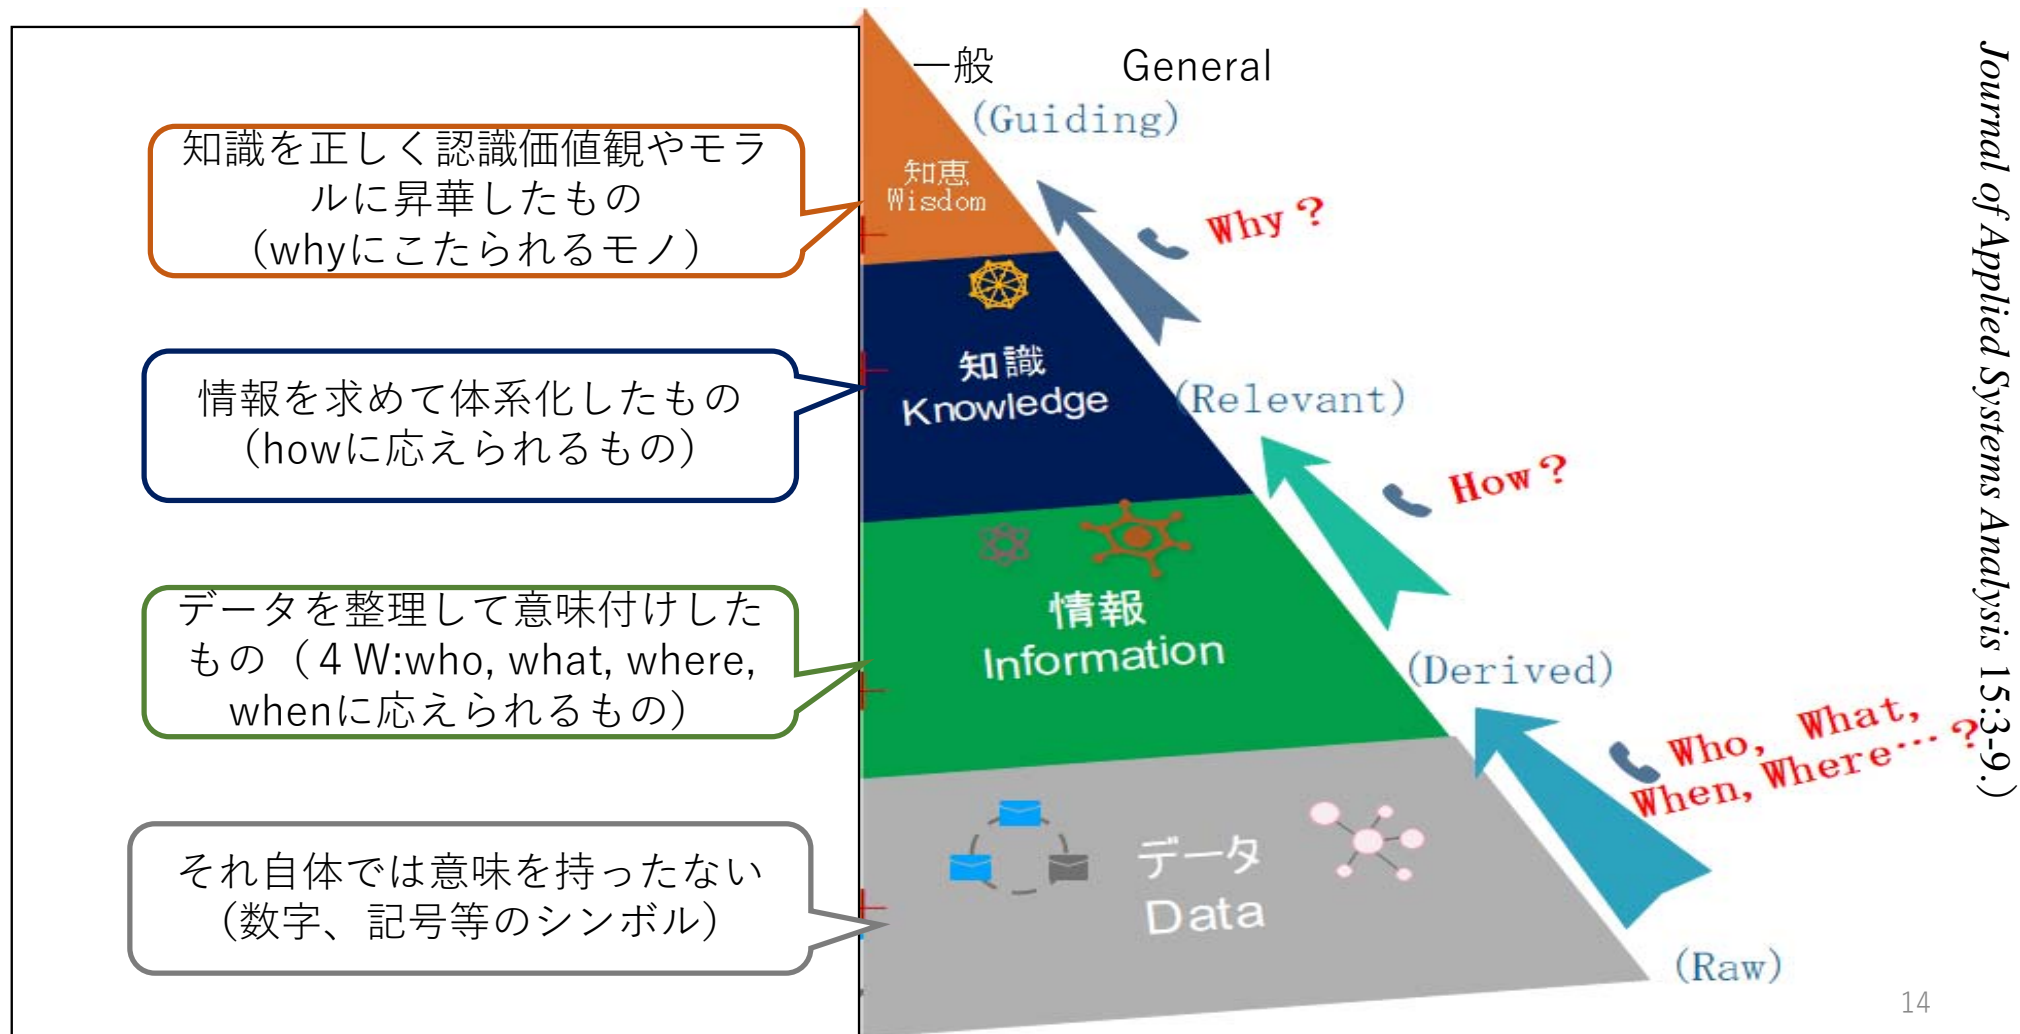 一般 General
(Guiding)
知識を正しく認識価値観やモラ
ルに昇華したもの
(whyにこたられるモノ)
知恵
Wisdom
Why？
情報を求めて体系化したもの
(howに応えられるもの)
知識
Knowledge
(Relevant)
How？
データを整理して意味付けした
もの（４W:who, what, where,
whenに応えられるもの)
情報
Information
(Derived)
Who, What,
When,Where…？
それ自体では意味を持ったない
(数字、記号等のシンボル)
データ
Data
(Raw)
Journal of Applied Systems Analysis 15:3-9.)
14